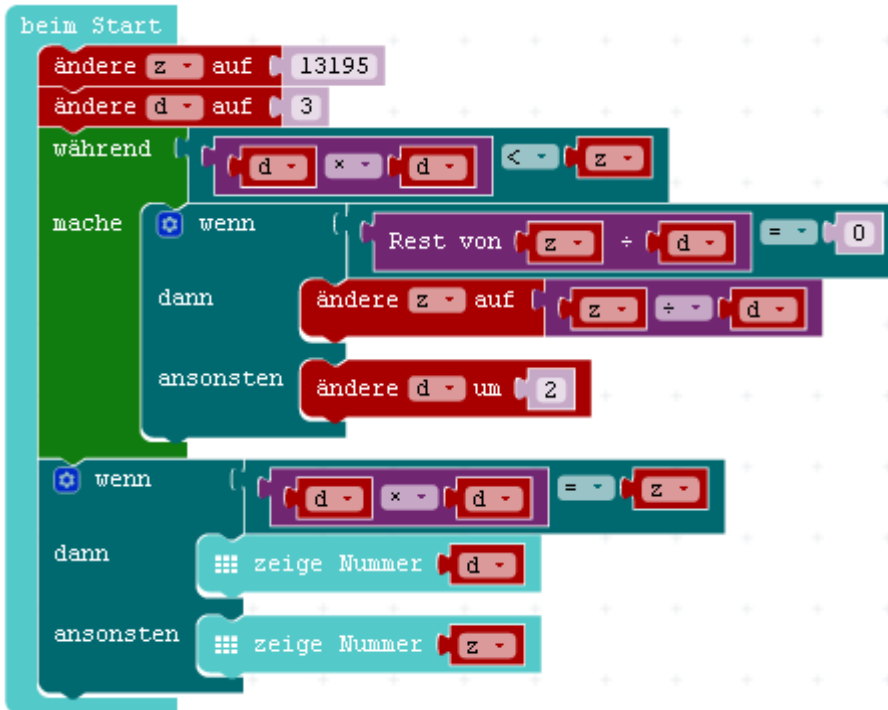 beim Start
ändere z auf 13195
ändere d auf 3
während d × d < z
mache wenn Rest von z ÷ d = 0
dann ändere z auf z ÷ d
ansonsten ändere d um 2
wenn d × d = z
dann zeige Nummer d
ansonsten zeige Nummer z